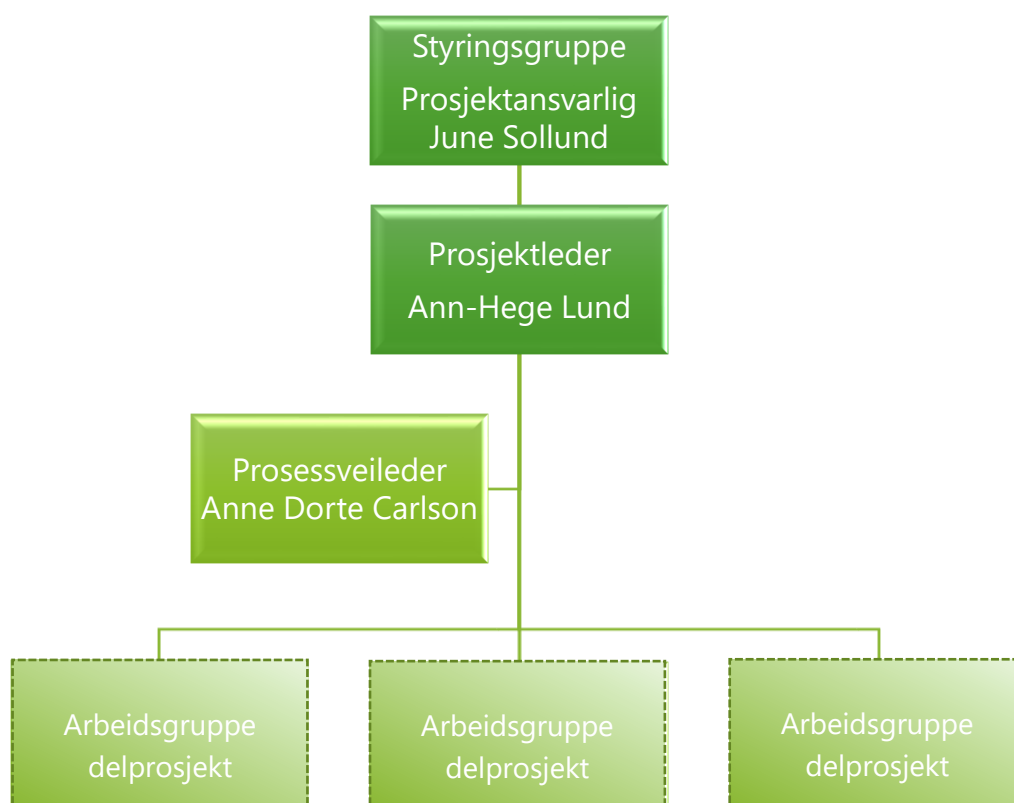 Styringsgruppe
Prosjektansvarlig
June Sollund
Prosjektleder
Ann-Hege Lund
Prosessveileder
Anne Dorte Carlson
Arbeidsgruppe
delprosjekt
Arbeidsgruppe
delprosjekt
Arbeidsgruppe
delprosjekt